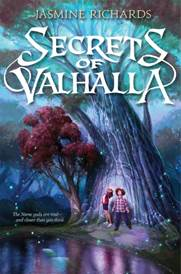 JASMINE RICHARDS
SECRETS
OF
VALHALLA
The Norse gods are real—
and closer than you think